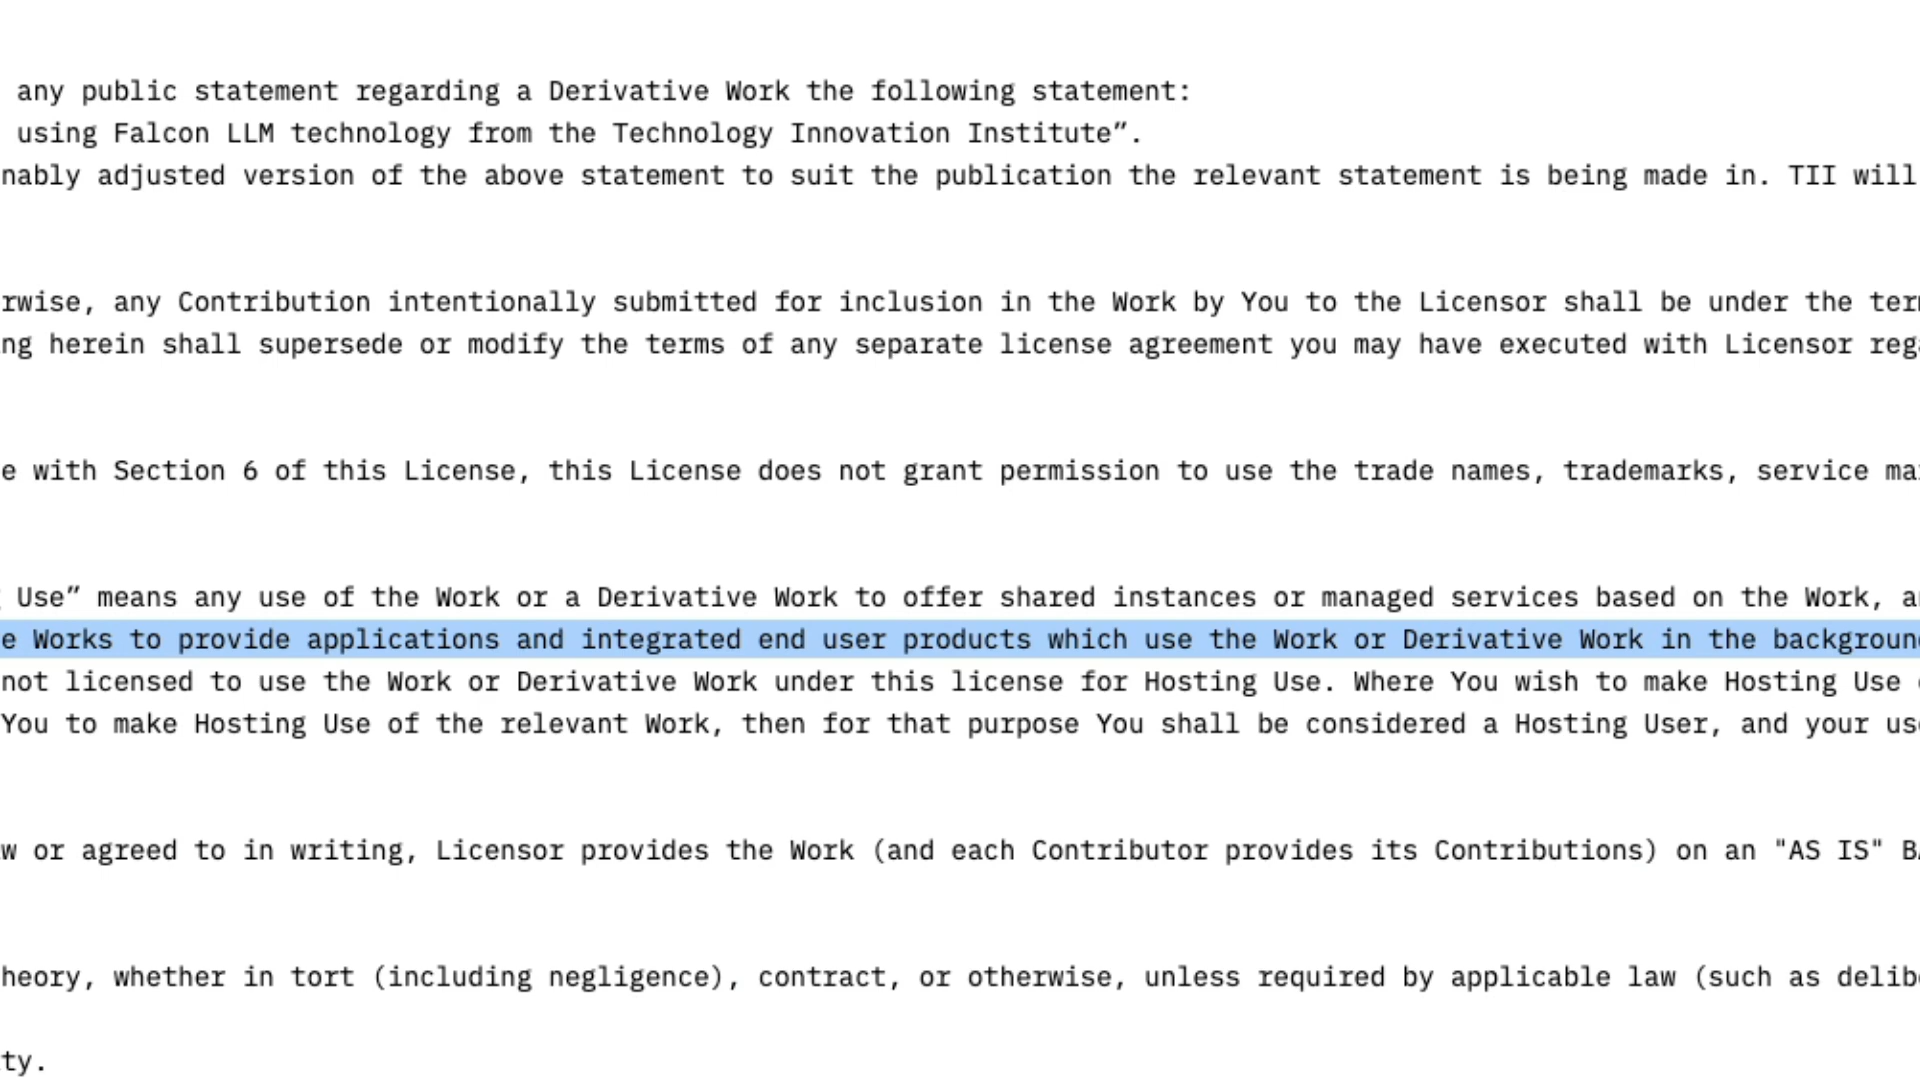 any public statement regarding a Derivative Work the following statement:
using Falcon LLM technology from the Technology Innovation Institute”.
nably adjusted version of the above statement to suit the publication the relevant statement is being made in. TII will
rwise, any Contribution intentionally submitted for inclusion in the Work by You to the Licensor shall be under the
ng herein shall supersede or modify the terms of any separate license agreement you may have executed with Licensor
e with Section 6 of this License, this License does not grant permission to use the trade names, trademarks, service
Use” means any use of the Work or a Derivative Work to offer shared instances or managed services based on the Work,
e Works to provide applications and integrated end user products which use the Work or Derivative Work in the
not licensed to use the Work or Derivative Work under this license for Hosting Use. Where You wish to make Hosting Use
You to make Hosting Use of the relevant Work, then for that purpose You shall be considered a Hosting User, and your
w or agreed to in writing, Licensor provides the Work (and each Contributor provides its Contributions) on an "AS IS"
heory, whether in tort (including negligence), contract, or otherwise, unless required by applicable law (such as
ty.